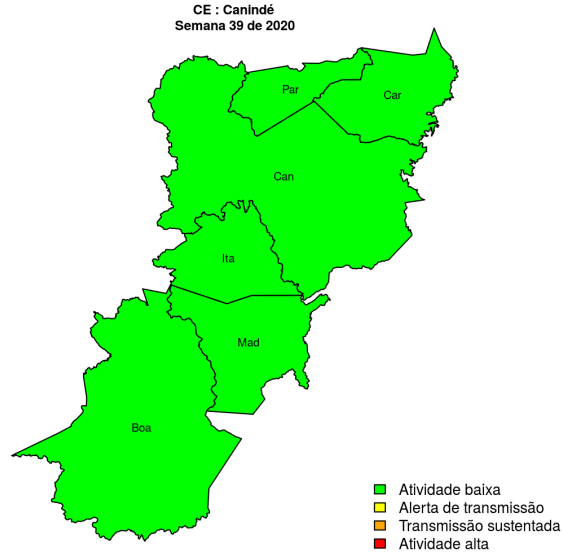 CE : Canindé
Semana 39 de 2020
Par
Car
Can
Ita
Mad
Boa
Atividade baixa
Alerta de transmissão
Transmissão sustentada
Atividade alta